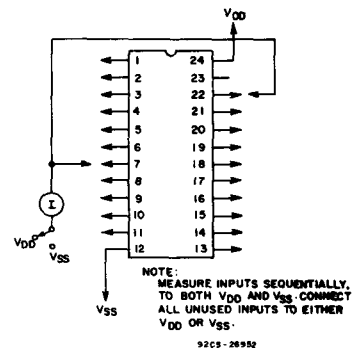 VDD
1 24
2 23
3 22
4 21
5 20
6 19
7 18
8 17
9 16
10 15
11 14
12 13
I
VDD
VSS
VSS
NOTE:
MEASURE INPUTS SEQUENTIALLY,
TO BOTH VDD AND VSS. CONNECT
ALL UNUSED INPUTS TO EITHER
VDD OR VSS.
92CS-26952